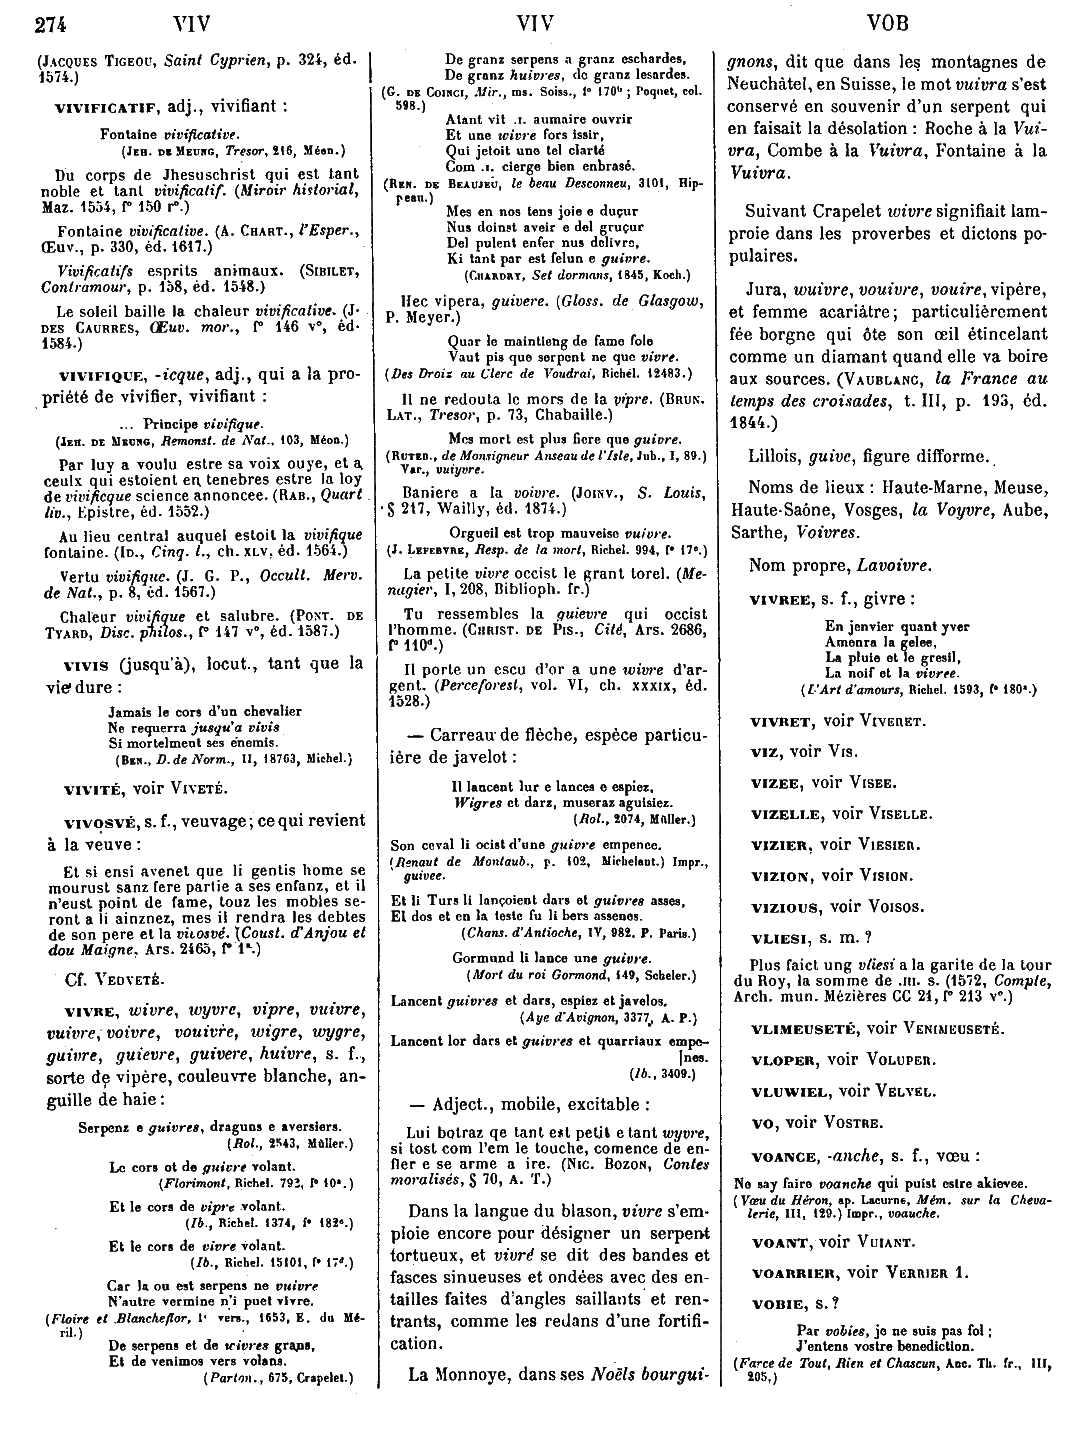 274 VIV VIV VOB
(Jacques Tigeou, Saint Cyprien, p. 324, éd.
1574.)
VIVIFICATIF, adj., vivifiant :
Fontaine vivificative.
(Jeh. de Meung, Tresor, 216, Méon.)
Du corps de Jhesuschrist qui est tant
noble et tant vivificatif. (Miroir historial,
Maz. 1554, f° 150 r°.)
Fontaine vivificative. (A. Chart., l'Esper.,
Œuv., p. 330, éd. 1617.)
Vivificatifs esprits animaux. (Sibilet,
Contramour, p. 158, éd. 1548.)
Le soleil baille la chaleur vivificative. (J.
des Caurres, Œuv. mor., f° 146 v°, éd.
1584.)
VIVIFIQUE, -icque, adj., qui a la pro-
priété de vivifier, vivifiant :
... Principe vivifique.
(Jeh. de Meung, Remonst. de Nat., 103, Méon.)
Par luy a voulu estre sa voix ouye, et a
ceulx qui estoient en tenebres estre la loy
de vivificque science annoncee. (Rab., Quart
liv., Epistre, éd. 1552.)
Au lieu central auquel estoit la vivifique
fontaine. (Id., Cinq. l., ch. xlv, éd. 1564.)
Vertu vivifique. (J. G. P., Occult. Merv.
de Nat., p. 8, éd. 1567.)
Chaleur vivifique et salubre. (Pont. de
Tyard, Disc. philos., f° 147 v°, éd. 1587.)
VIVIS (jusqu'à), locut., tant que la
vie dure :
Jamais le cors d'un chevalier
Ne requerra jusqu'a vivis
Si mortelment ses enemis.
(Ben., D. de Norm., II, 18763, Michel.)
VIVITÉ, voir Viveté.
VIVOSVÉ, s. f., veuvage; ce qui revient
à la veuve :
Et si ensi avenet que li gentis home se
mourust sanz fere partie a ses enfanz, et il
n'eust point de fame, touz les mobles se-
ront a li ainznez, mes il rendra les debtes
de son pere et la vitosvé. (Coust. d'Anjou et
dou Maigne, Ars. 2465, f° 1ª.)
Cf. Vedveté.
VIVRE, wivre, wyvre, vipre, vuivre,
vuivre, voivre, vouivre, wigre, wygre,
guivre, guievre, guivere, huivre, s. f.,
sorte de vipère, couleuvre blanche, an-
guille de haie :
Serpenz e guivres, draguns e aversiers.
(Rol., 2543, Müller.)
Le cors ot de guivre volant.
(Florimont, Richel. 792, f° 10ª.)
Et le cors de vipre volant.
(Ib., Richel. 1374, f° 182ª.)
Et le cors de vivre volant.
(Ib., Richel. 15101, f° 17ᵈ.)
Car la ou est serpens ne vuivre
N'autre vermine n'i puet vivre.
(Floire et Blancheflor, 1ª vers., 1653, E. du Mé-
ril.)
De serpens et de wivres grans,
Et de venimos vers volans.
(Parton., 675, Crapelet.)
De granz serpens a granz eschardes,
De granz huivres, de granz lesardes.
(G. de Coinci, Mir., ms. Soiss., f° 170ᵇ; Poquet, col.
598.)
Atant vit .i. aumaire ouvrir
Et une wivre fors issir,
Qui jetoit une tel clarté
Com .i. cierge bien enbrasé.
(Ren. de Beaujeu, le beau Desconneu, 3101, Hip-
peau.)
Mes en nos tens joie e duçur
Nus doinst aveir e del gruçur
Del pulent enfer nus delivre,
Ki tant par est felun e guivre.
(Chardry, Set dormans, 1845, Koch.)
Hec vipera, guivere. (Gloss. de Glasgow,
P. Meyer.)
Quar le maintieng de fame fole
Vaut pis que serpent ne que vivre.
(Des Droiz au Clerc de Voudrai, Richel. 12483.)
Il ne redouta le mors de la vipre. (Brun.
Lat., Tresor, p. 73, Chabaille.)
Mes mort est plus fiere que guivre.
(Ruteb., de Monsigneur Anseau de l'Isle, Jub., I, 89.)
Var., vuiyvre.
Baniere a la voivre. (Joinv., S. Louis,
§ 217, Wailly, éd. 1874.)
Orgueil est trop mauveise vuivre.
(J. Lefebvre, Resp. de la mort, Richel. 994, f° 17ª.)
La petite vivre occist le grant torel. (Me-
nagier, I, 208, Biblioph. fr.)
Tu ressembles la guievre qui occist
l'homme. (Christ. de Pis., Cité, Ars. 2686,
f° 110ᵈ.)
Il porte un escu d'or a une wivre d'ar-
gent. (Perceforest, vol. VI, ch. xxxix, éd.
1528.)
— Carreau de flèche, espèce particu-
ière de javelot :
Il lancent lur e lances e espiez,
Wigres et darz, museraz aguisiez.
(Rol., 2074, Müller.)
Son ceval li ocist d'une guivre empence.
(Renaut de Montaub., p. 102, Michelant.) Impr.,
guivee.
Et li Turs li lançoient dars et guivres asses,
El dos et en la teste fu li bers assenes.
(Chans. d'Antioche, IV, 982. P. Paris.)
Gormund li lance une guivre.
(Mort du roi Gormond, 149, Scheler.)
Lancent guivres et dars, espiez et javelos.
(Aye d'Avignon, 3377, A. P.)
Lancent lor dars et guivres et quarriaux empe-
[nes.
(Ib., 3409.)
— Adject., mobile, excitable :
Lui botraz qe tant est petit e tant wyvre,
si tost com l'em le touche, comence de en-
fler e se arme a ire. (Nic. Bozon, Contes
moralisés, § 70, A. T.)
Dans la langue du blason, vivre s'em-
ploie encore pour désigner un serpent
tortueux, et vivré se dit des bandes et
fasces sinueuses et ondées avec des en-
tailles faites d'angles saillants et ren-
trants, comme les redans d'une fortifi-
cation.
La Monnoye, dans ses Noëls bourgui-
gnons, dit que dans les montagnes de
Neuchâtel, en Suisse, le mot vuivra s'est
conservé en souvenir d'un serpent qui
en faisait la désolation : Roche à la Vui-
vra, Combe à la Vuivra, Fontaine à la
Vuivra.
Suivant Crapelet wivre signifiait lam-
proie dans les proverbes et dictons po-
pulaires.
Jura, wuivre, vouivre, vouire, vipère,
et femme acariâtre; particulièrement
fée borgne qui ôte son œil étincelant
comme un diamant quand elle va boire
aux sources. (Vaublanc, la France au
temps des croisades, t. III, p. 193, éd.
1844.)
Lillois, guive, figure difforme.
Noms de lieux : Haute-Marne, Meuse,
Haute-Saône, Vosges, la Voyvre, Aube,
Sarthe, Voivres.
Nom propre, Lavoivre.
VIVREE, s. f., givre :
En jenvier quant yver
Amenra la gelee,
La pluie et le gresil,
La noif et la vivree.
(L'Art d'amours, Richel. 1593, f° 180ª.)
VIVRET, voir Viveret.
VIZ, voir Vis.
VIZEE, voir Visee.
VIZELLE, voir Viselle.
VIZIER, voir Viesier.
VIZION, voir Vision.
VIZIOUS, voir Voisos.
VLIESI, s. m. ?
Plus faict ung vliesi a la garite de la tour
du Roy, la somme de .iii. s. (1572, Compte,
Arch. mun. Mézières CC 21, f° 213 v°.)
VLIMEUSETÉ, voir Venimeuseté.
VLOPER, voir Voluper.
VLUWIEL, voir Velvel.
VO, voir Vostre.
VOANCE, -anche, s. f., vœu :
Ne say faire voanche qui puist estre akievee.
(Vœu du Héron, ap. Lacurne, Mém. sur la Cheva-
lerie, III, 129.) Impr., voauche.
VOANT, voir Vuiant.
VOARRIER, voir Verrier 1.
VOBIE, s. ?
Par vobies, je ne suis pas fol ;
J'entens vostre benediction.
(Farce de Tout, Rien et Chascun, Anc. Th. fr., III,
205.)